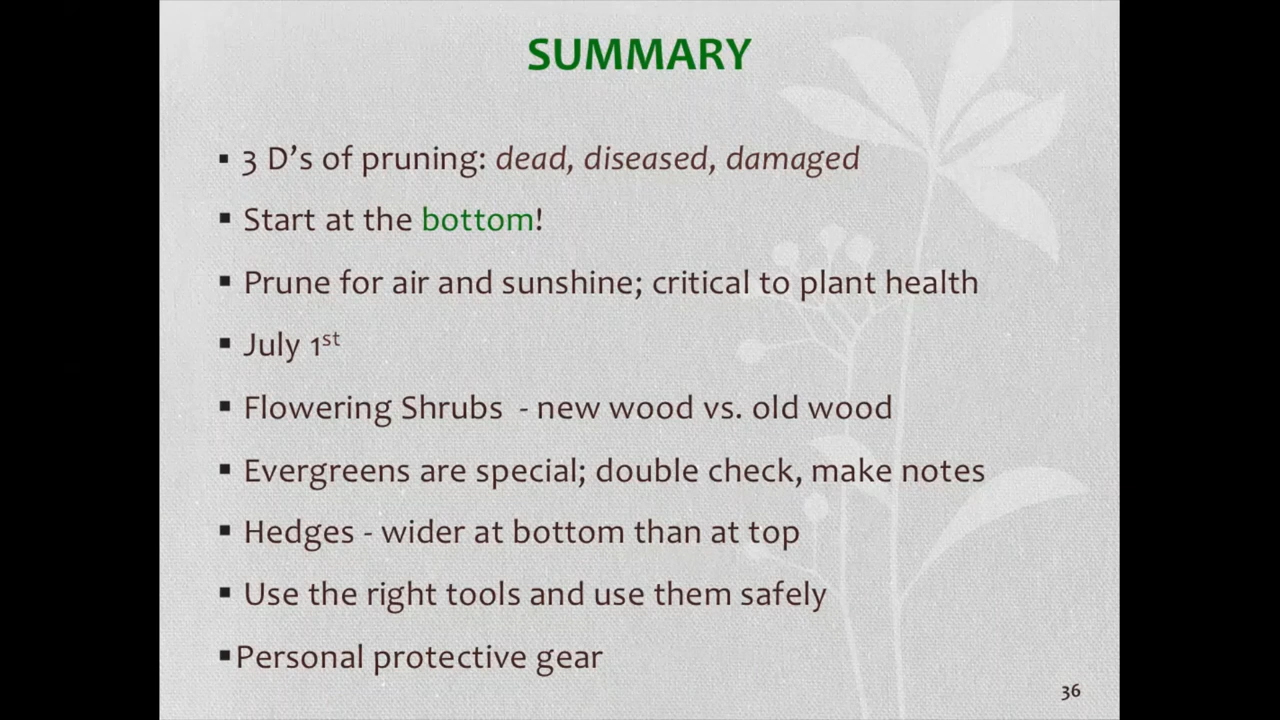 SUMMARY
▪ 3 D’s of pruning: dead, diseased, damaged
▪ Start at the bottom!
▪ Prune for air and sunshine; critical to plant health
▪ July 1st
▪ Flowering Shrubs - new wood vs. old wood
▪ Evergreens are special; double check, make notes
▪ Hedges - wider at bottom than at top
▪ Use the right tools and use them safely
▪ Personal protective gear
36